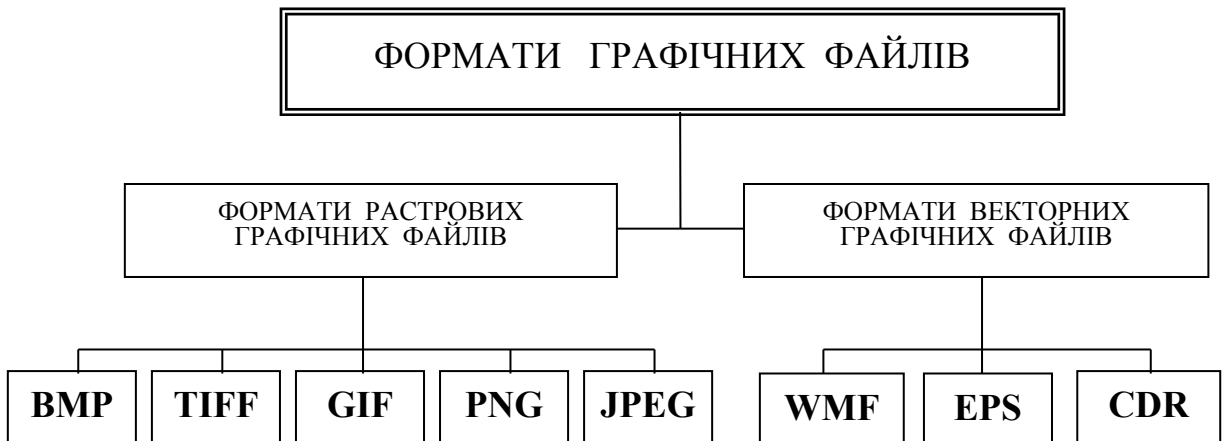 ФОРМАТИ ГРАФІЧНИХ ФАЙЛІВ
ФОРМАТИ РАСТРОВИХ
ГРАФІЧНИХ ФАЙЛІВ
ФОРМАТИ ВЕКТОРНИХ
ГРАФІЧНИХ ФАЙЛІВ
BMP TIFF GIF PNG JPEG WMF EPS CDR